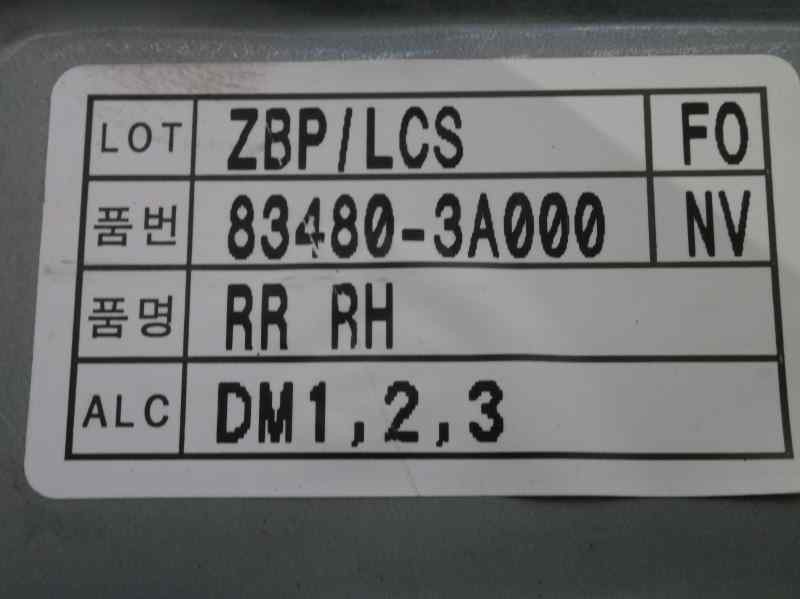 LOT ZBP/LCS FO
품번 83480-3A000 NV
품명 RR RH
ALC DM1,2,3